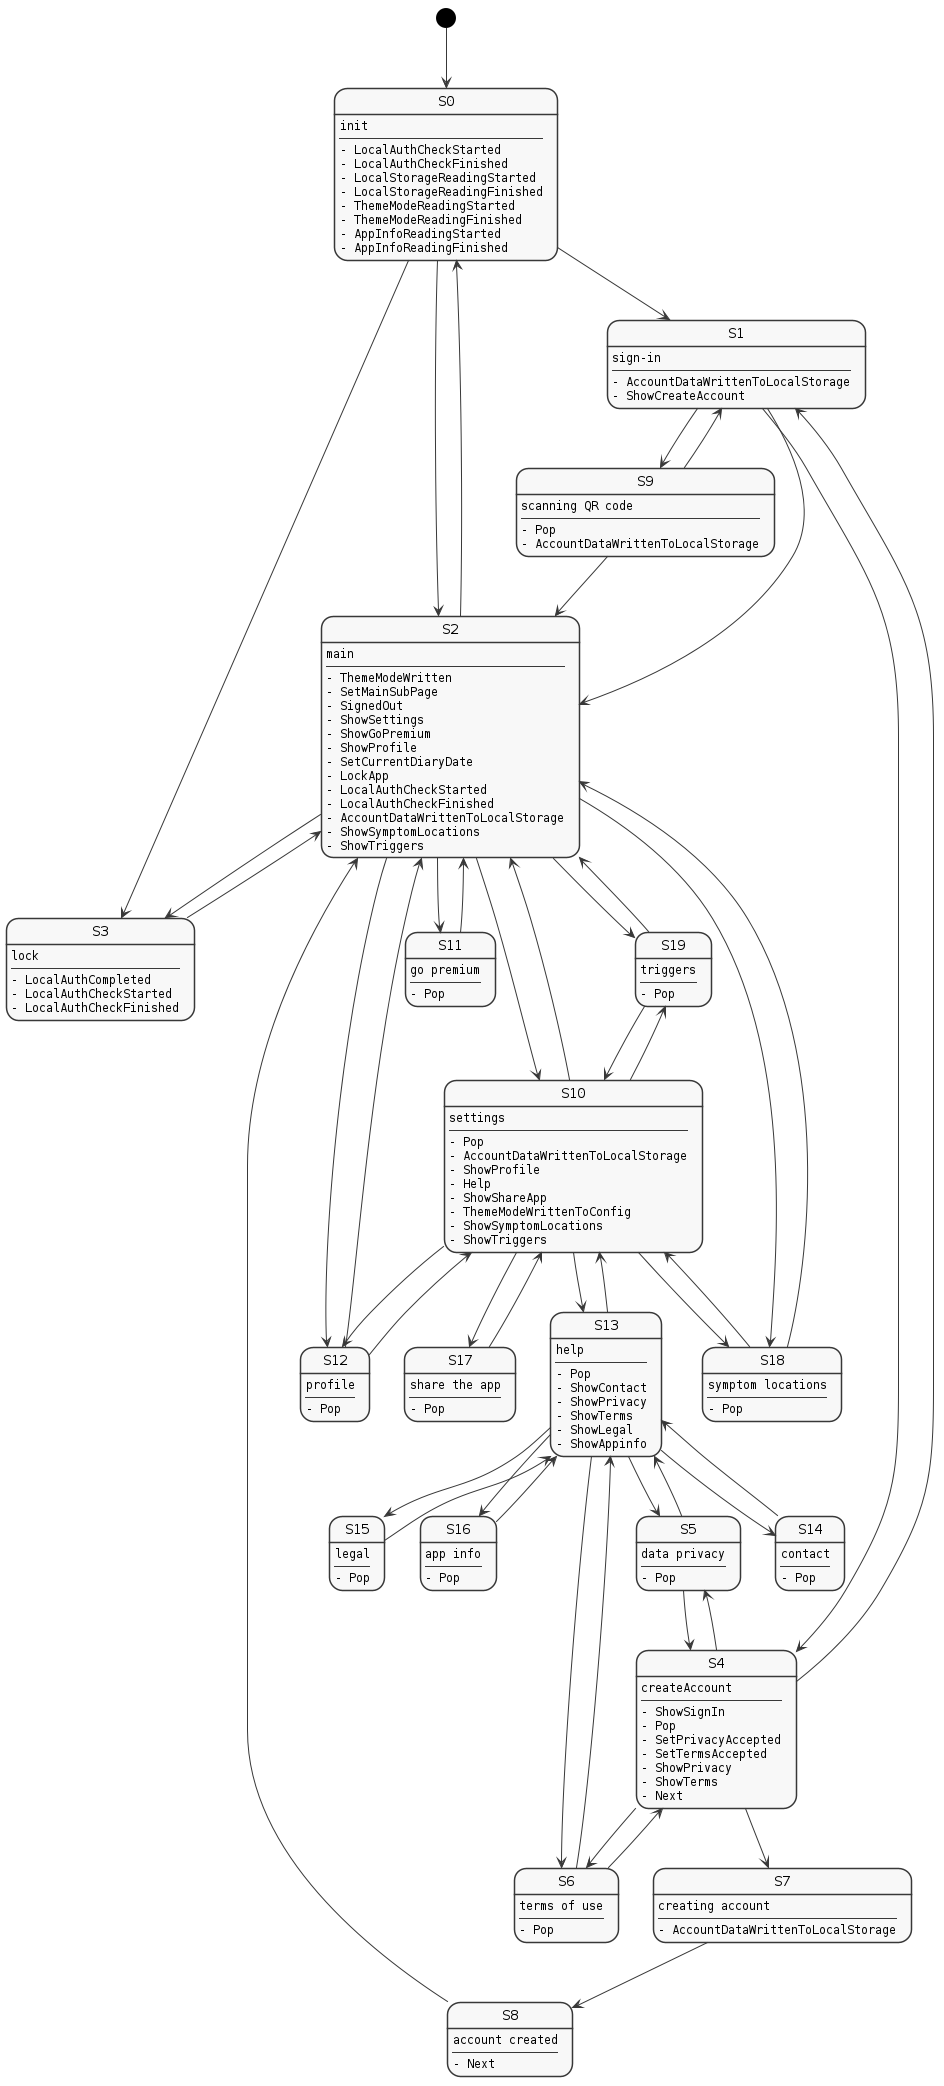 S0
init
- LocalAuthCheckStarted
- LocalAuthCheckFinished
- LocalStorageReadingStarted
- LocalStorageReadingFinished
- ThemeModeReadingStarted
- ThemeModeReadingFinished
- AppInfoReadingStarted
- AppInfoReadingFinished
S1
sign-in
- AccountDataWrittenToLocalStorage
- ShowCreateAccount
S9
scanning QR code
- Pop
- AccountDataWrittenToLocalStorage
S2
main
- ThemeModeWritten
- SetMainSubPage
- SignedOut
- ShowSettings
- ShowGoPremium
- ShowProfile
- SetCurrentDiaryDate
- LockApp
- LocalAuthCheckStarted
- LocalAuthCheckFinished
- AccountDataWrittenToLocalStorage
- ShowSymptomLocations
- ShowTriggers
S3
lock
- LocalAuthCompleted
- LocalAuthCheckStarted
- LocalAuthCheckFinished
S11
go premium
- Pop
S19
triggers
- Pop
S10
settings
- Pop
- AccountDataWrittenToLocalStorage
- ShowProfile
- Help
- ShowShareApp
- ThemeModeWrittenToConfig
- ShowSymptomLocations
- ShowTriggers
S12
profile
- Pop
S17
share the app
- Pop
S13
help
- Pop
- ShowContact
- ShowPrivacy
- ShowTerms
- ShowLegal
- ShowAppinfo
S18
symptom locations
- Pop
S15
legal
- Pop
S16
app info
- Pop
S5
data privacy
- Pop
S14
contact
- Pop
S4
createAccount
- ShowSignIn
- Pop
- SetPrivacyAccepted
- SetTermsAccepted
- ShowPrivacy
- ShowTerms
- Next
S6
terms of use
- Pop
S7
creating account
- AccountDataWrittenToLocalStorage
S8
account created
- Next